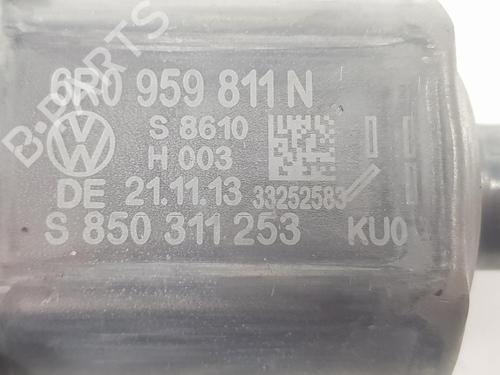 6R0 959 811 N
S 8610
H 003
DE 21.11.13 33252583
S 850 311 253 KU0
B-PARTS